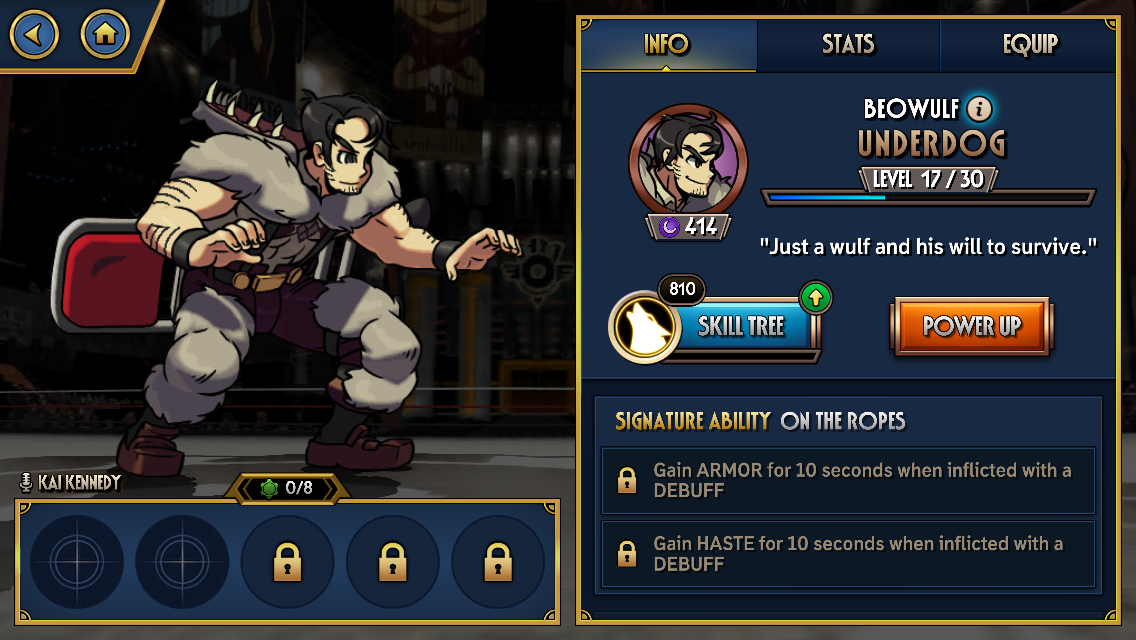 INFO
STATS
EQUIP
BEOWULF
UNDERDOG
LEVEL 17 / 30
414
"Just a wulf and his will to survive."
810
SKILL TREE
POWER UP
SIGNATURE ABILITY ON THE ROPES
Gain ARMOR for 10 seconds when inflicted with a
DEBUFF
Gain HASTE for 10 seconds when inflicted with a
DEBUFF
KAI KENNEDY
0/8